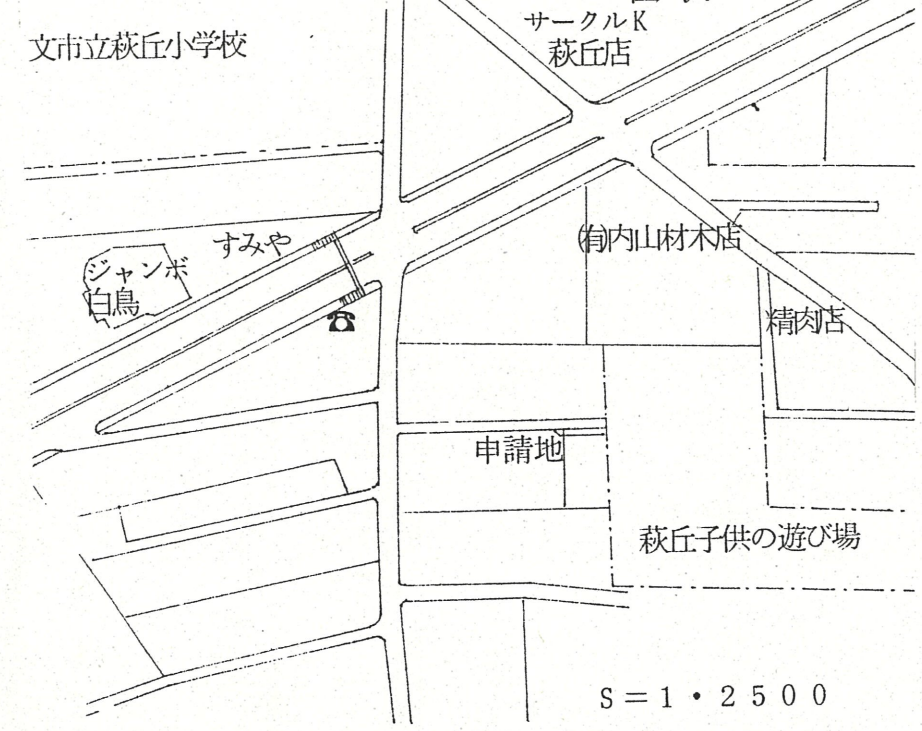 サークルK
萩丘店
文市立萩丘小学校
すみや
ジャンボ
白鳥
㈲内山材木店
精肉店
申請地
萩丘子供の遊び場
S=1・2500